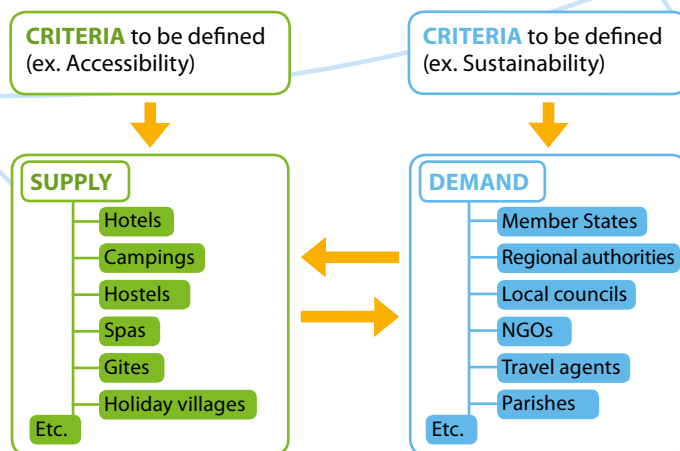 CRITERIA to be defined
(ex. Accessibility)
CRITERIA to be defined
(ex. Sustainability)
SUPPLY
Hotels
Campings
Hostels
Spas
Gites
Holiday villages
Etc.
DEMAND
Member States
Regional authorities
Local councils
NGOs
Travel agents
Parishes
Etc.